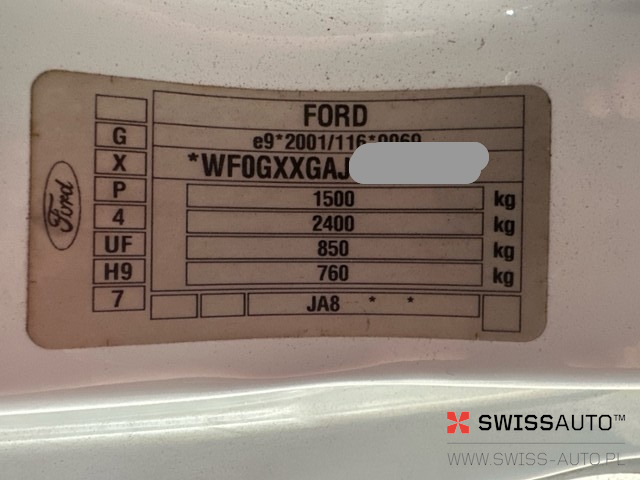 FORD
e9*2001/116*0069
*WF0GXXGAJ
G
X
P
4
UF
H9
7
Ford
1500 kg
2400 kg
850 kg
760 kg
JA8 * *
SWISSAUTO™
WWW.SWISS-AUTO.PL